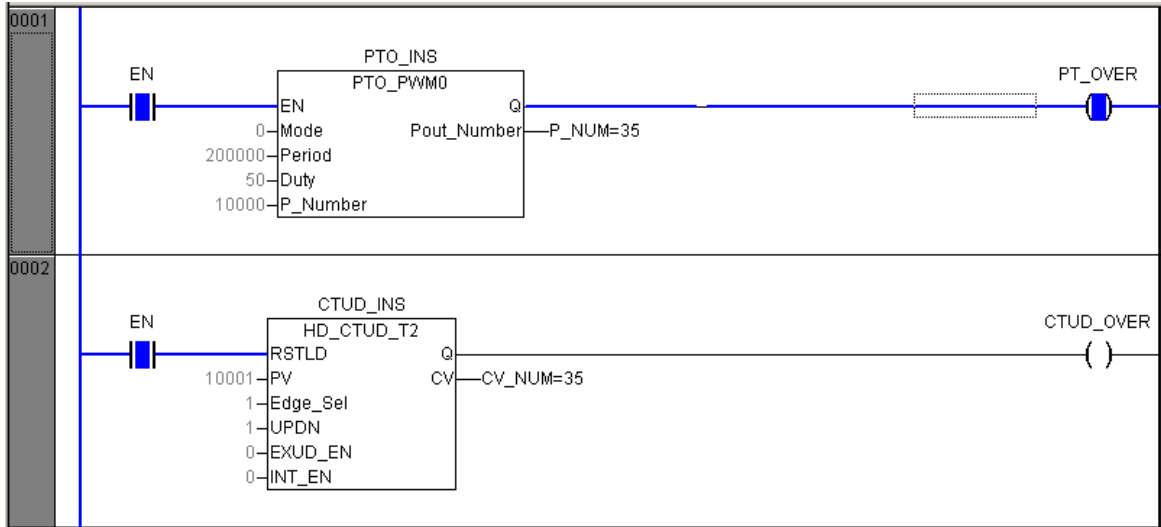 0001
PTO_INS
EN
PTO_PWM0
PT_OVER
EN Q
0 Mode Pout_Number P_NUM=35
200000 Period
50 Duty
10000 P_Number
0002
CTUD_INS
EN
HD_CTUD_T2
CTUD_OVER
RSTLD Q
10001 PV CV CV_NUM=35
1 Edge_Sel
1 UPDN
0 EXUD_EN
0 INT_EN